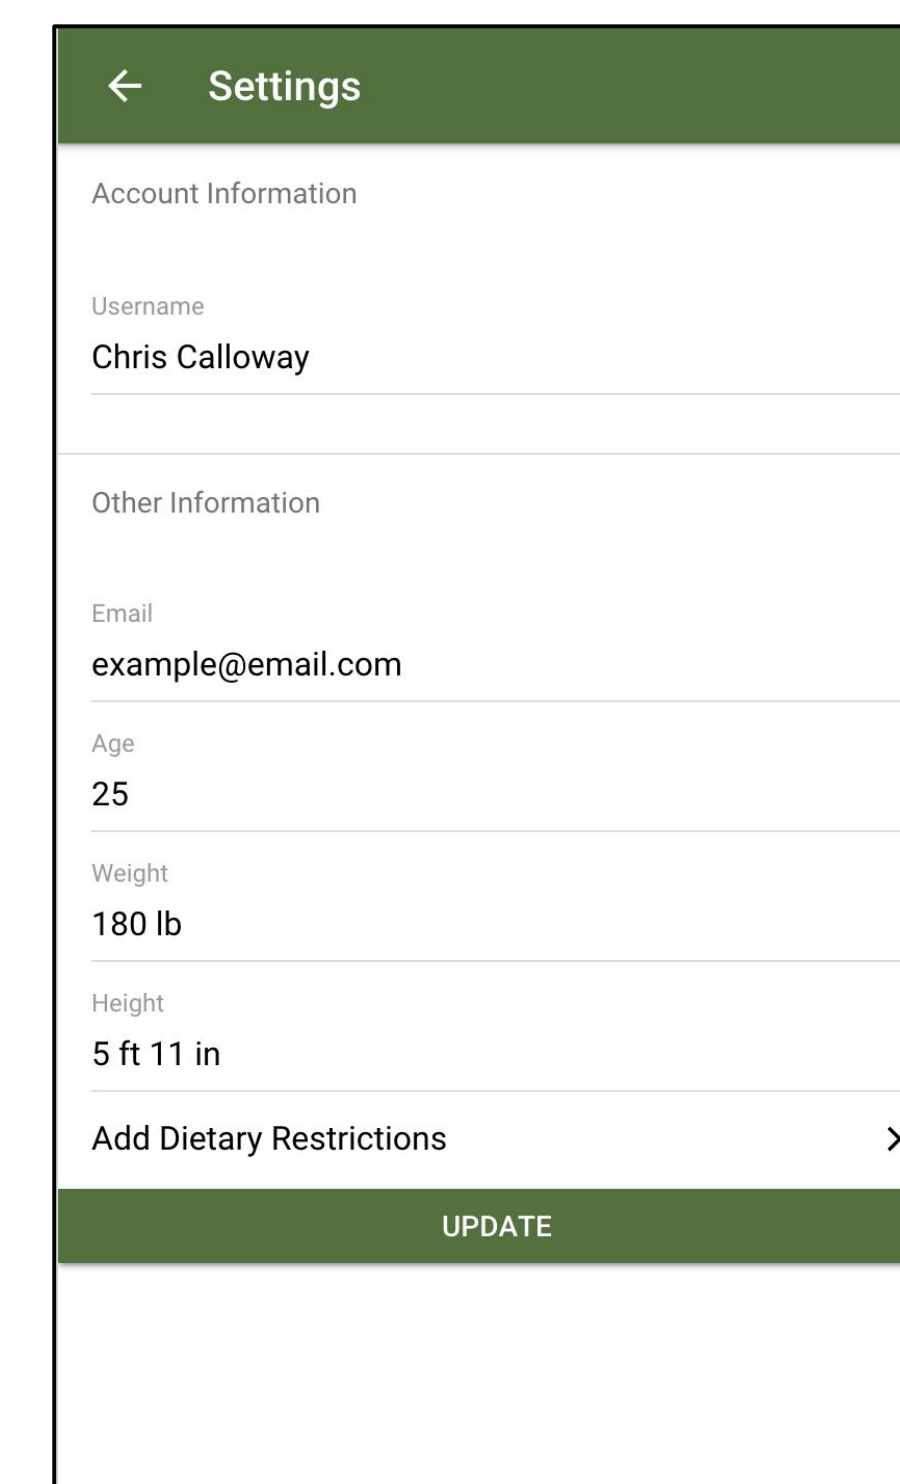 Settings
Account Information
Username
Chris Calloway
Other Information
Email
example@email.com
Age
25
Weight
180 lb
Height
5 ft 11 in
Add Dietary Restrictions
UPDATE